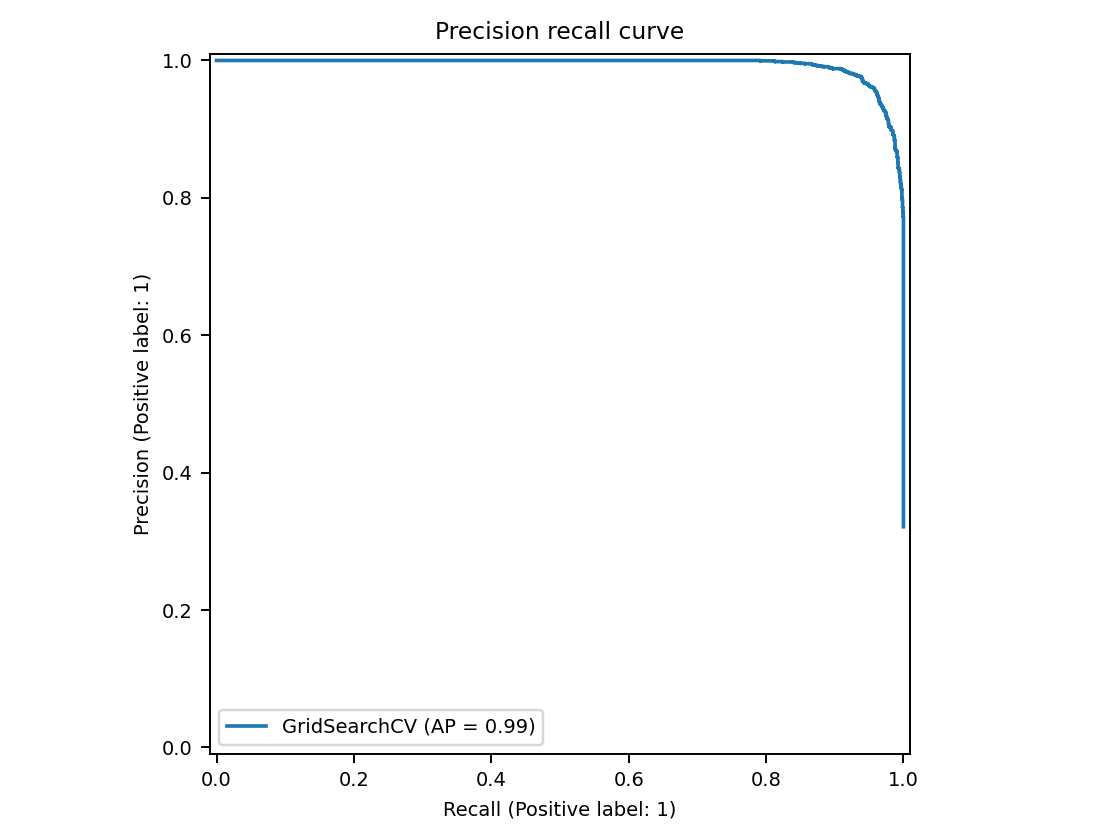 Precision recall curve
1.0
0.8
0.6
0.4
0.2
0.0
Precision (Positive label: 1)
GridSearchCV (AP = 0.99)
0.0 0.2 0.4 0.6 0.8 1.0
Recall (Positive label: 1)